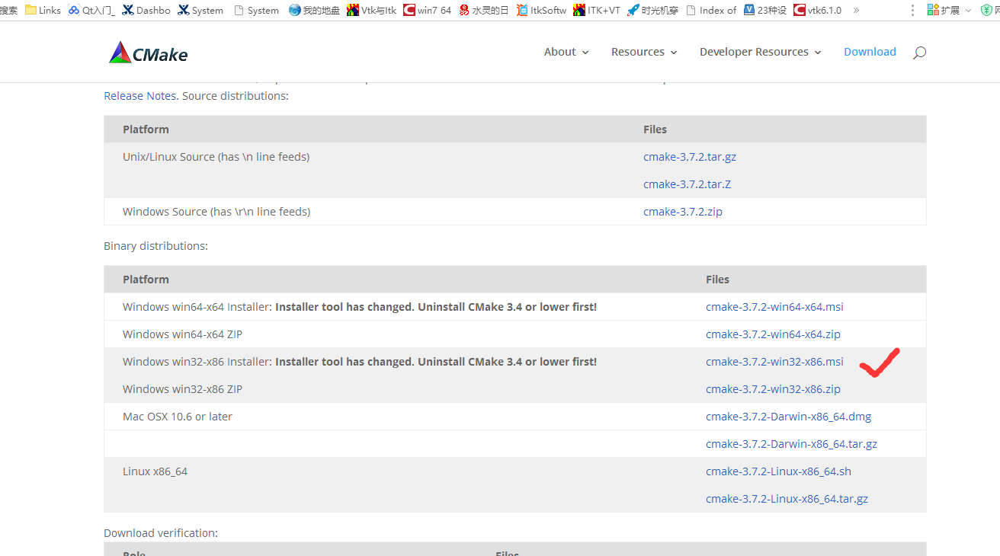 搜索 Links Qt入门_ Dashbo System System 我的地盘 Vtk与Itk win7 64 水灵的日 ItkSoftw ITK+VT 时光机穿 Index of 23种设 vtk6.1.0 » 扩展
CMake About Resources Developer Resources Download
Release Notes. Source distributions:
Platform Files
Unix/Linux Source (has \n line feeds) cmake-3.7.2.tar.gz
cmake-3.7.2.tar.Z
Windows Source (has \r\n line feeds) cmake-3.7.2.zip
Binary distributions:
Platform Files
Windows win64-x64 Installer: Installer tool has changed. Uninstall CMake 3.4 or lower first! cmake-3.7.2-win64-x64.msi
Windows win64-x64 ZIP cmake-3.7.2-win64-x64.zip
Windows win32-x86 Installer: Installer tool has changed. Uninstall CMake 3.4 or lower first! cmake-3.7.2-win32-x86.msi
Windows win32-x86 ZIP cmake-3.7.2-win32-x86.zip
Mac OSX 10.6 or later cmake-3.7.2-Darwin-x86_64.dmg
cmake-3.7.2-Darwin-x86_64.tar.gz
Linux x86_64 cmake-3.7.2-Linux-x86_64.sh
cmake-3.7.2-Linux-x86_64.tar.gz
Download verification:
Role Files